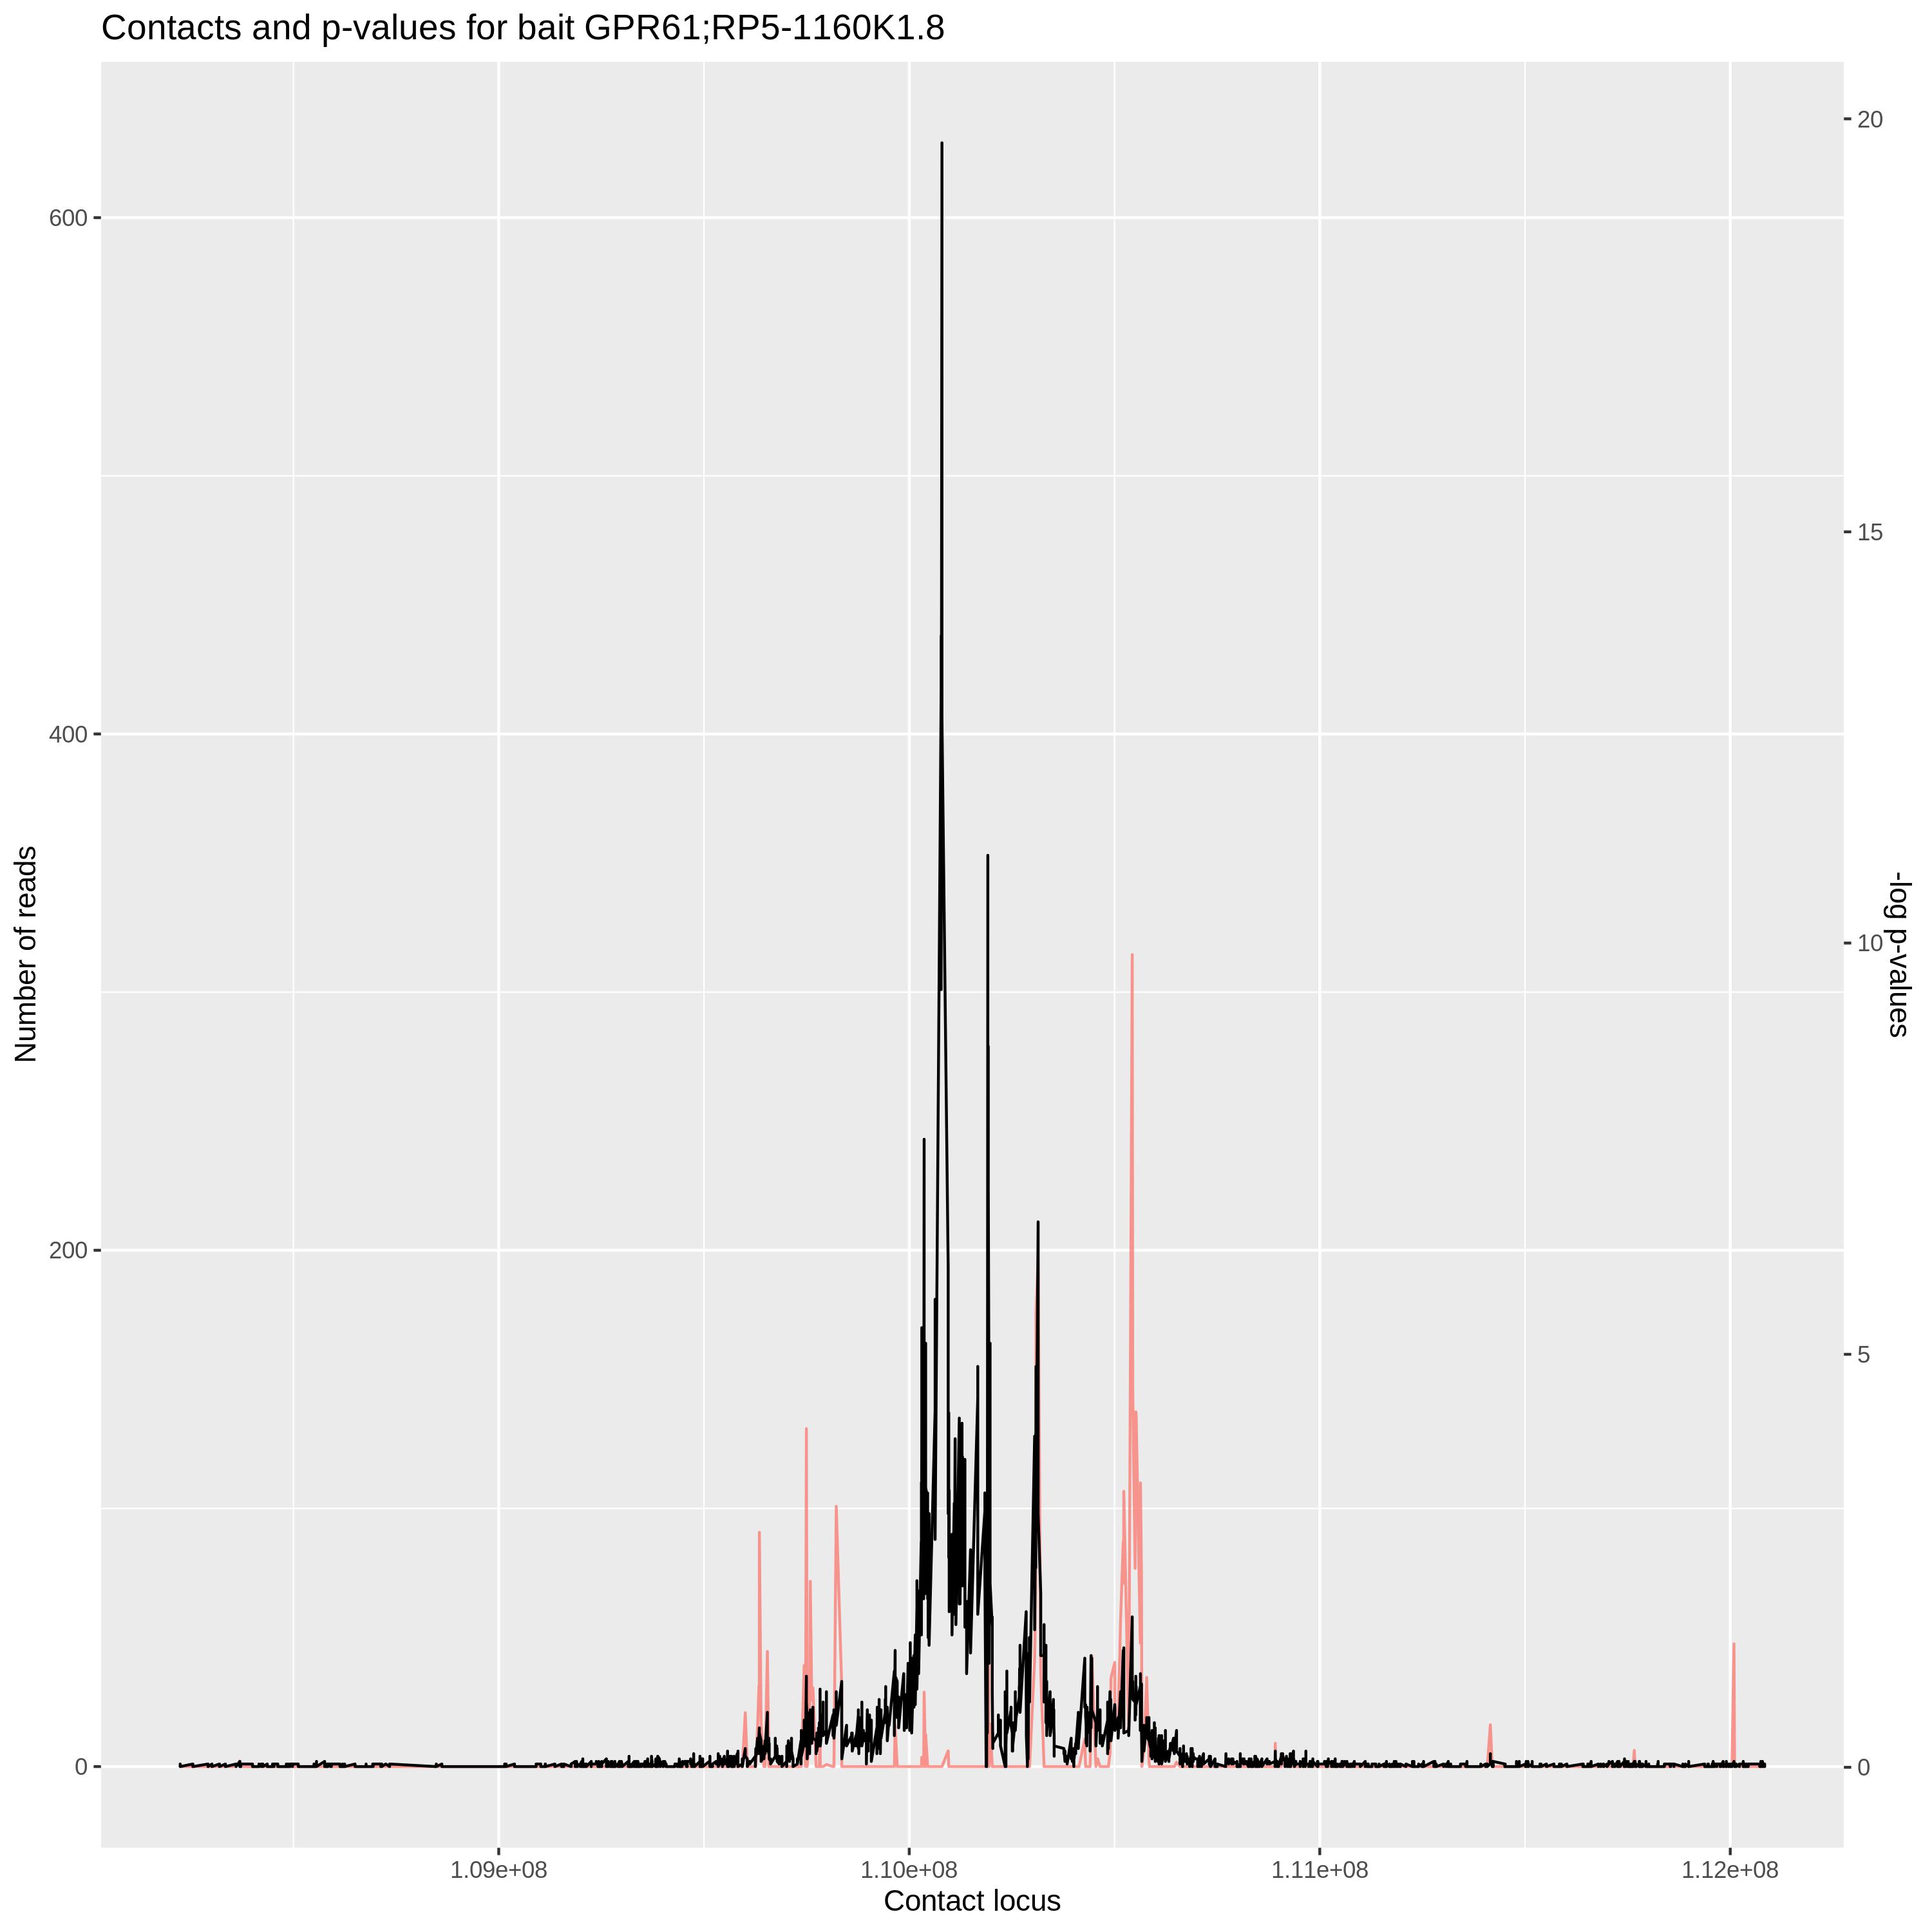 Contacts and p-values for bait GPR61;RP5-1160K1.8
Number of reads
600
400
200
0
20
15
10
5
0
-log p-values
1.09e+08
1.10e+08
1.11e+08
1.12e+08
Contact locus